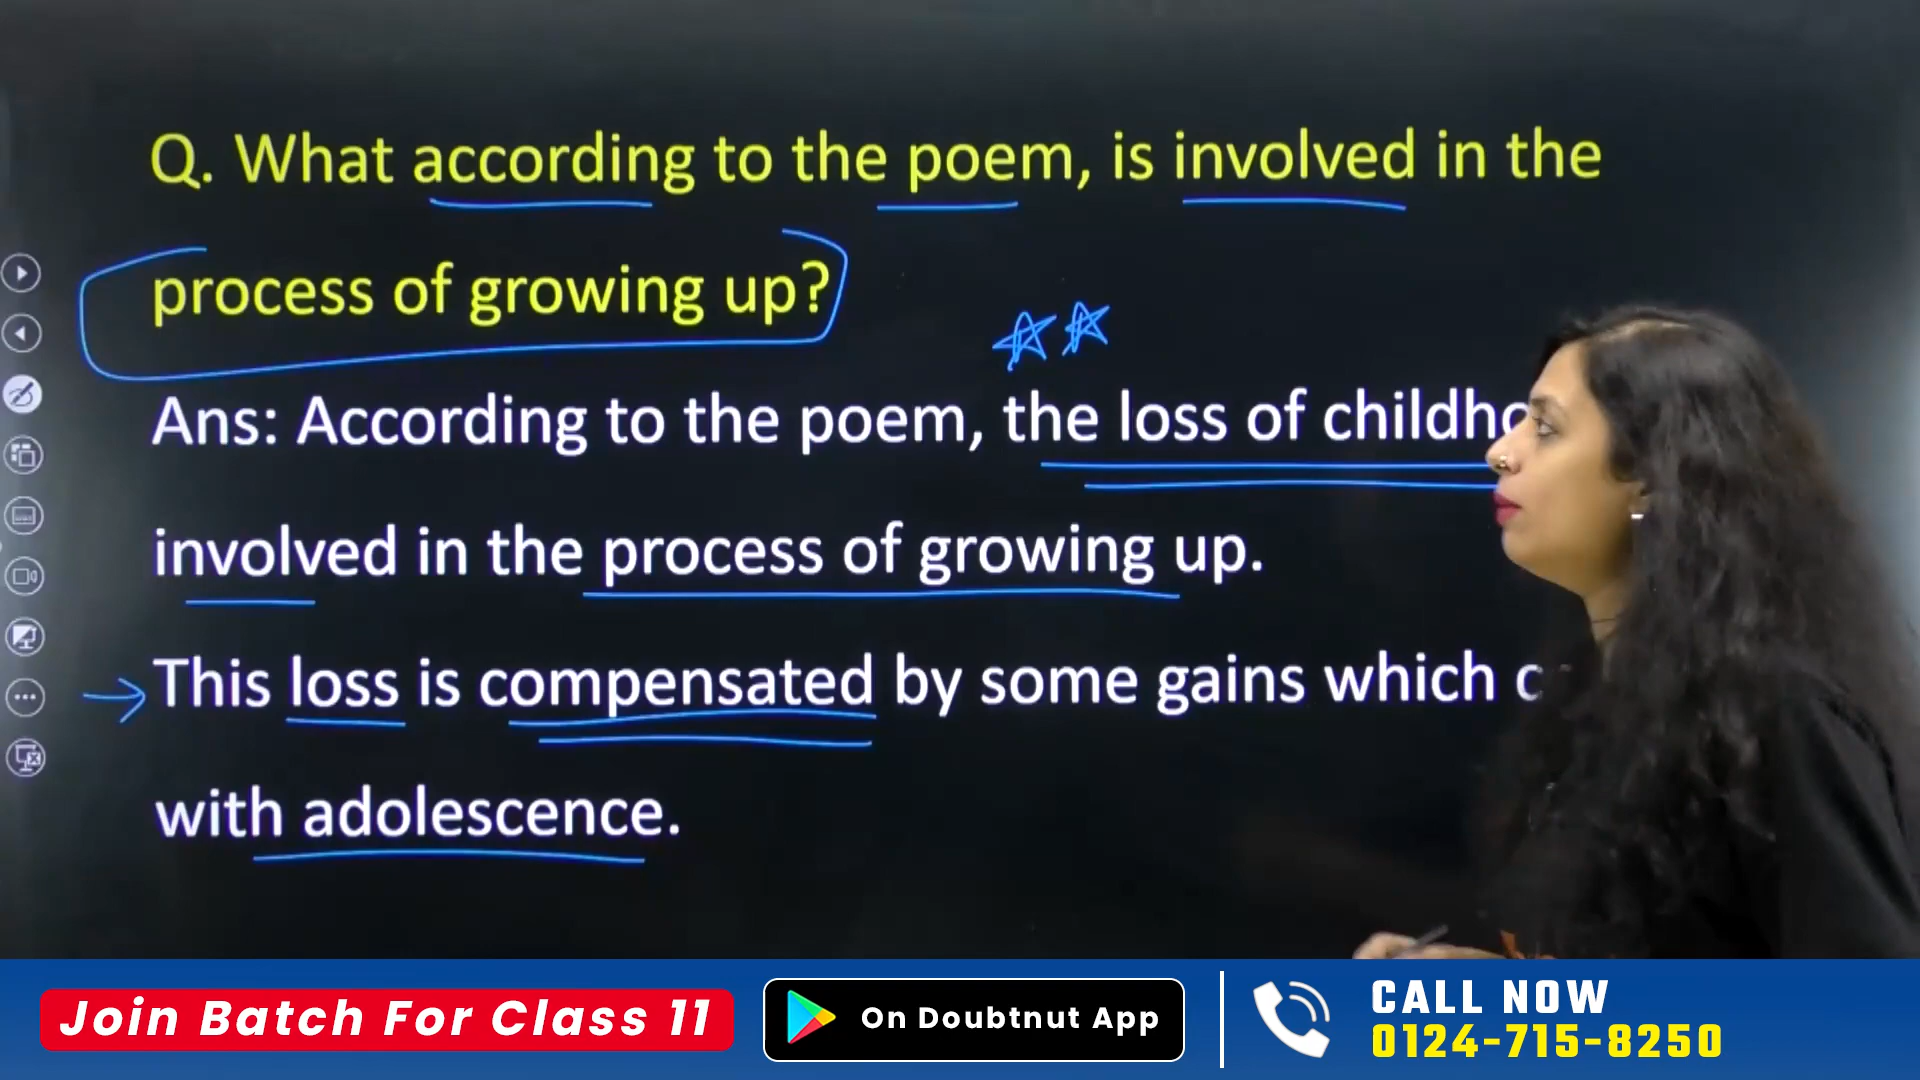 Q. What according to the poem, is involved in the
process of growing up?
Ans: According to the poem, the loss of
involved in the process of growing up.
This loss is compensated by some gains which
with adolescence.
Join Batch For Class 11
On Doubtnut App
CALL NOW
0124-715-8250